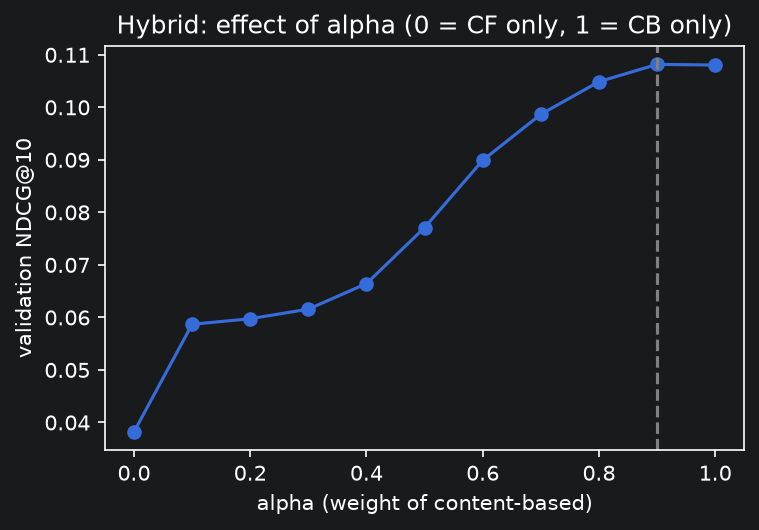 Hybrid: effect of alpha (0 = CF only, 1 = CB only)
validation NDCG@10
0.11
0.10
0.09
0.08
0.07
0.06
0.05
0.04
0.0 0.2 0.4 0.6 0.8 1.0
alpha (weight of content-based)